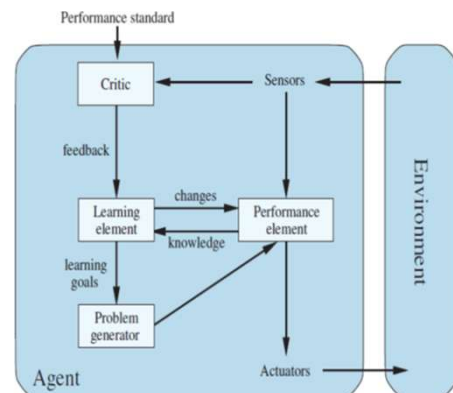 Performance standard
Critic
Sensors
feedback
changes
Learning
element
Performance
element
knowledge
learning
goals
Problem
generator
Agent
Actuators
Environment